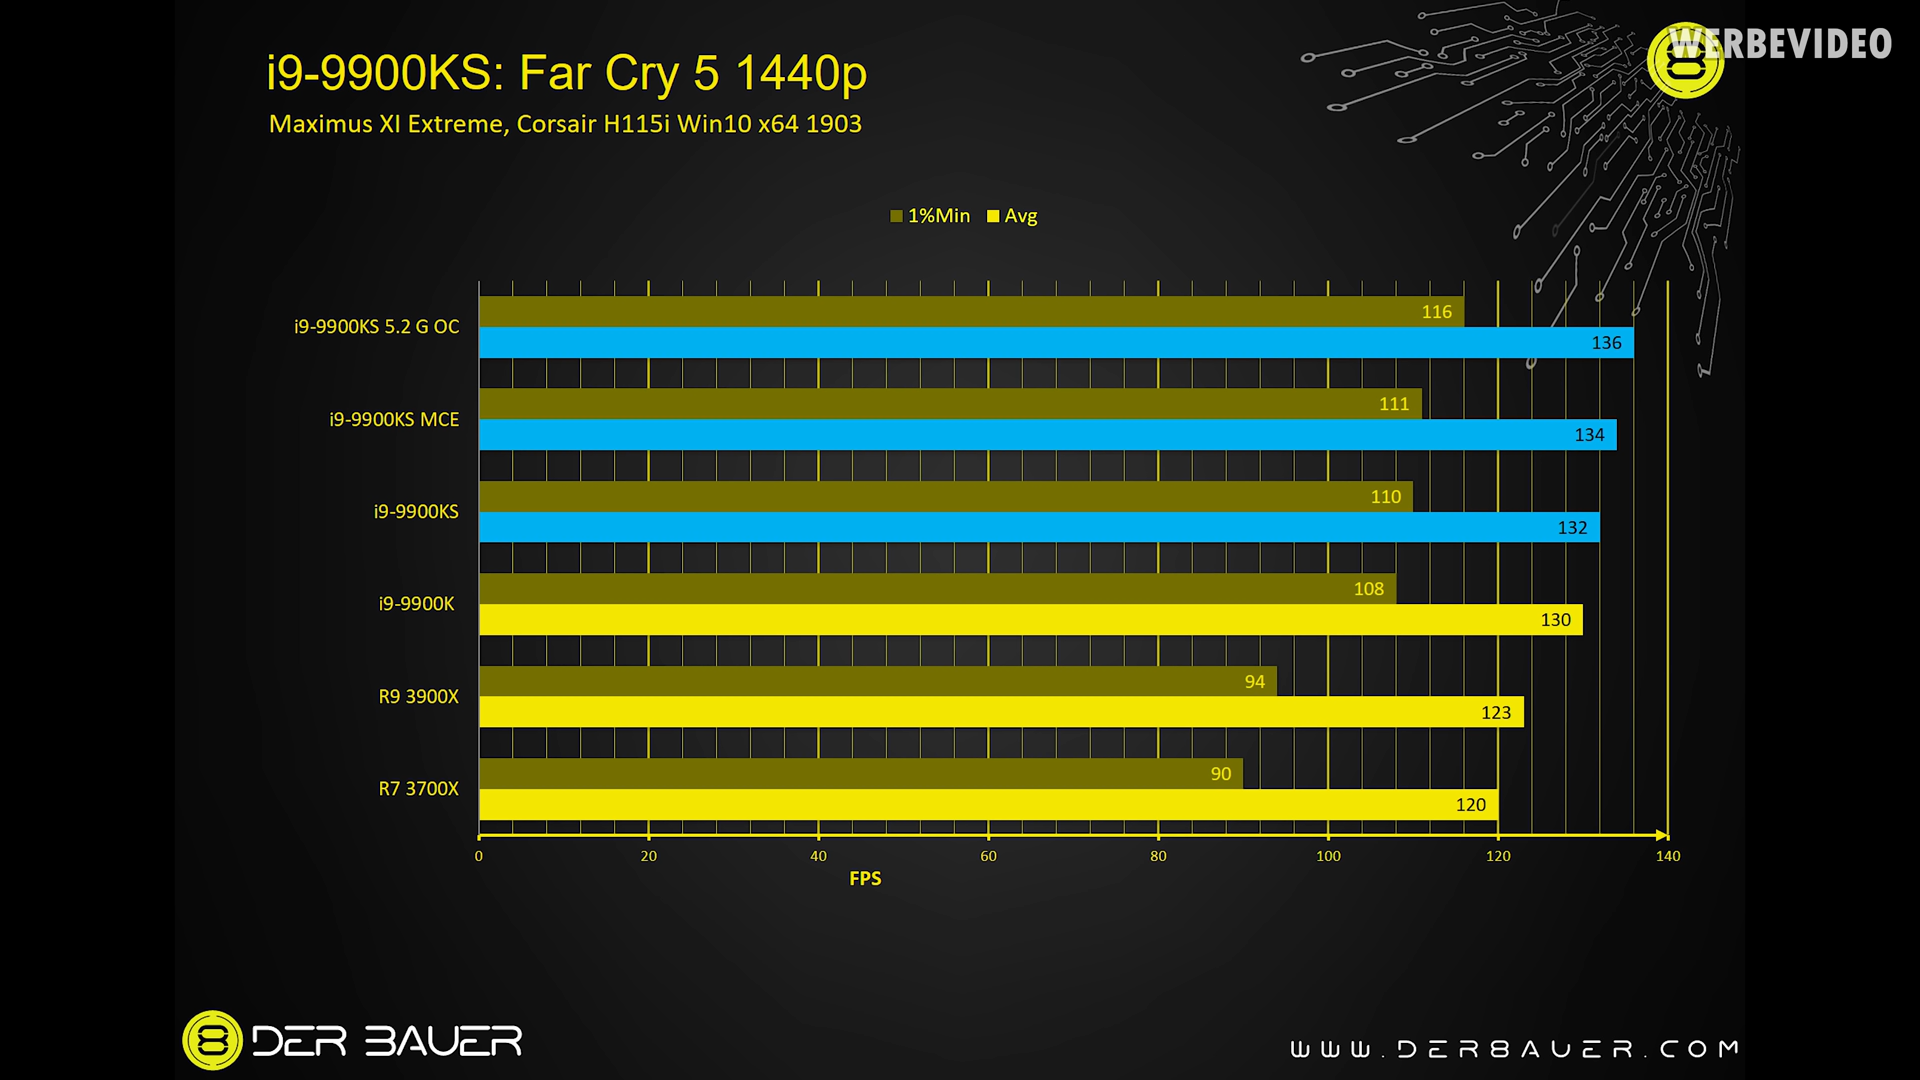 WERBEVIDEO
i9-9900KS: Far Cry 5 1440p
Maximus XI Extreme, Corsair H115i Win10 x64 1903
1%Min Avg
i9-9900KS 5.2 G OC 116
136
i9-9900KS MCE 111
134
i9-9900KS 110
132
i9-9900K 108
130
R9 3900X 94
123
R7 3700X 90
120
0 20 40 60 80 100 120 140
FPS
8 DER 8AUER
WWW.DER8AUER.COM